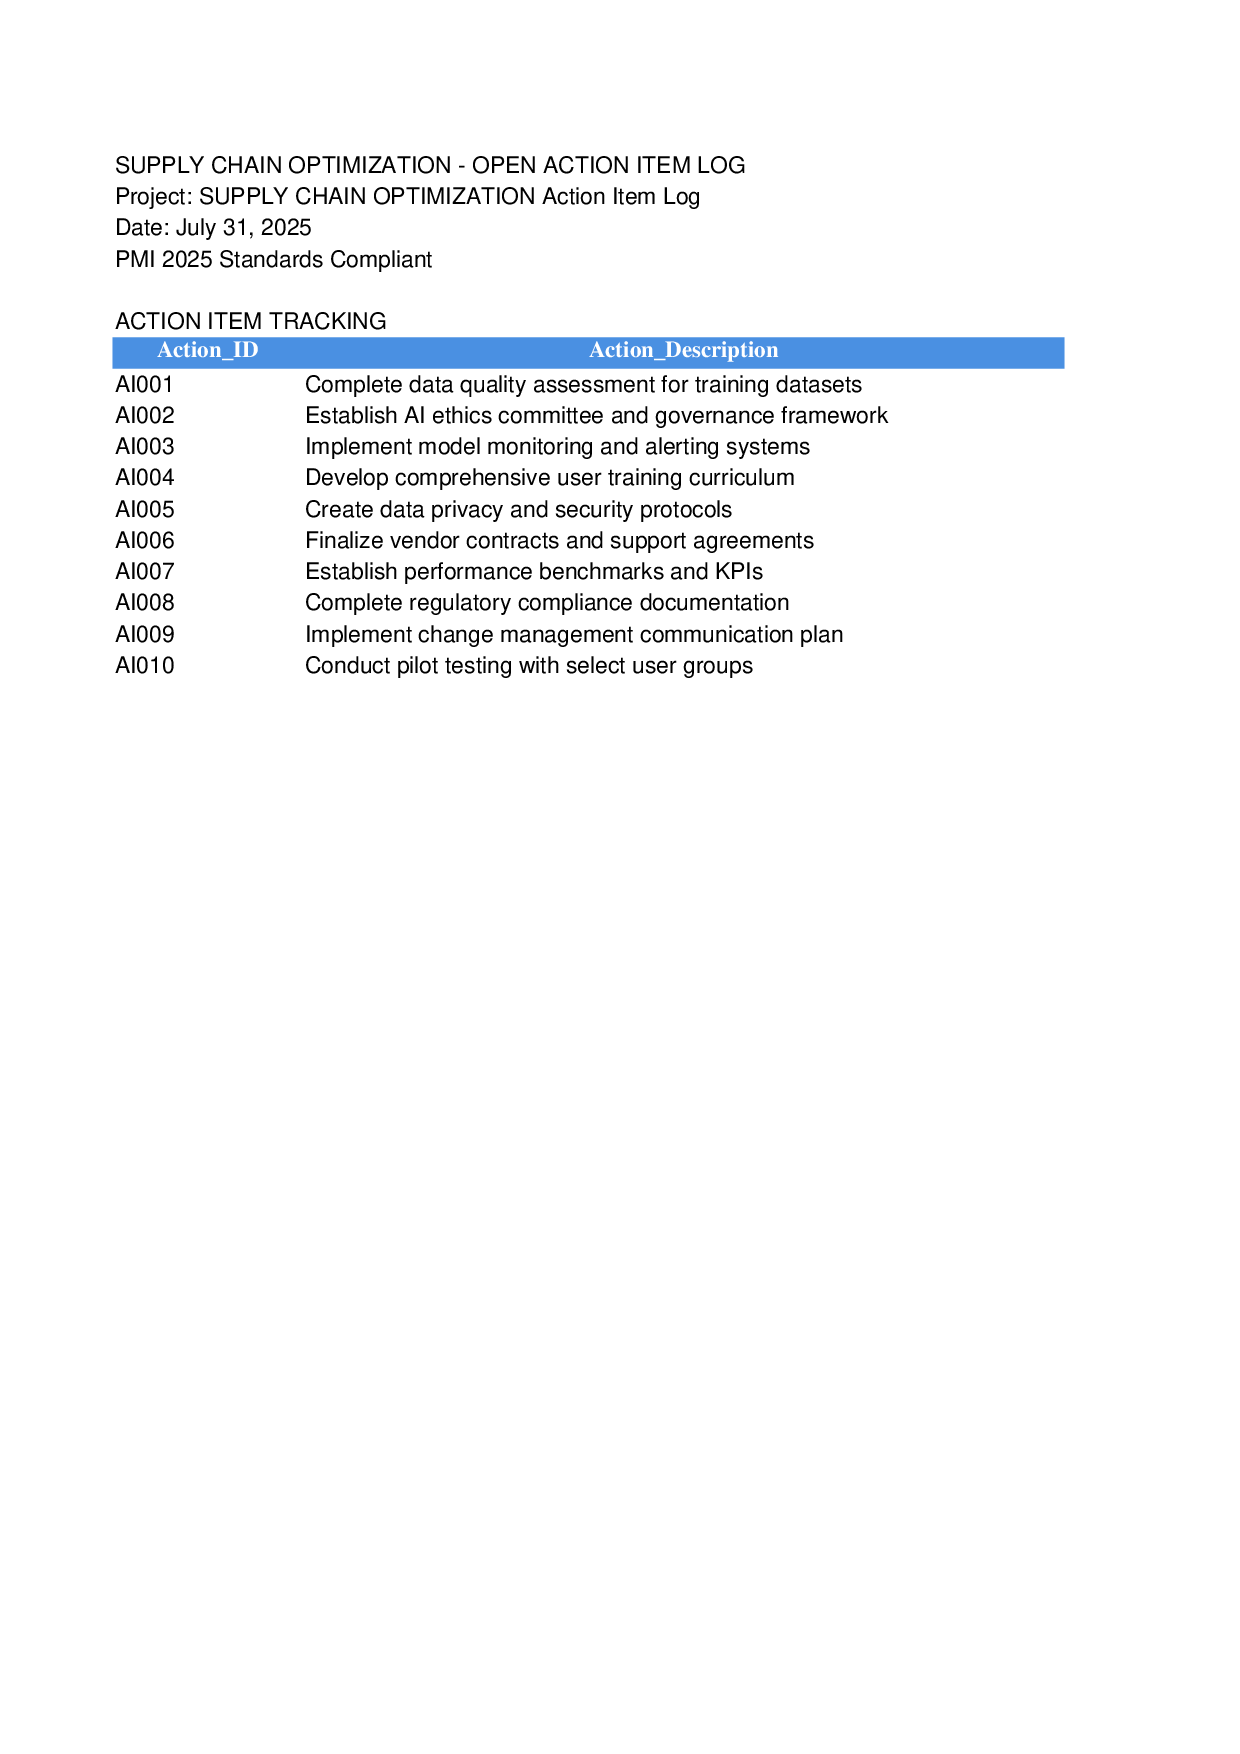 SUPPLY CHAIN OPTIMIZATION - OPEN ACTION ITEM LOG
Project: SUPPLY CHAIN OPTIMIZATION Action Item Log
Date: July 31, 2025
PMI 2025 Standards Compliant
ACTION ITEM TRACKING
Action_ID Action_Description
AI001 Complete data quality assessment for training datasets
AI002 Establish AI ethics committee and governance framework
AI003 Implement model monitoring and alerting systems
AI004 Develop comprehensive user training curriculum
AI005 Create data privacy and security protocols
AI006 Finalize vendor contracts and support agreements
AI007 Establish performance benchmarks and KPIs
AI008 Complete regulatory compliance documentation
AI009 Implement change management communication plan
AI010 Conduct pilot testing with select user groups